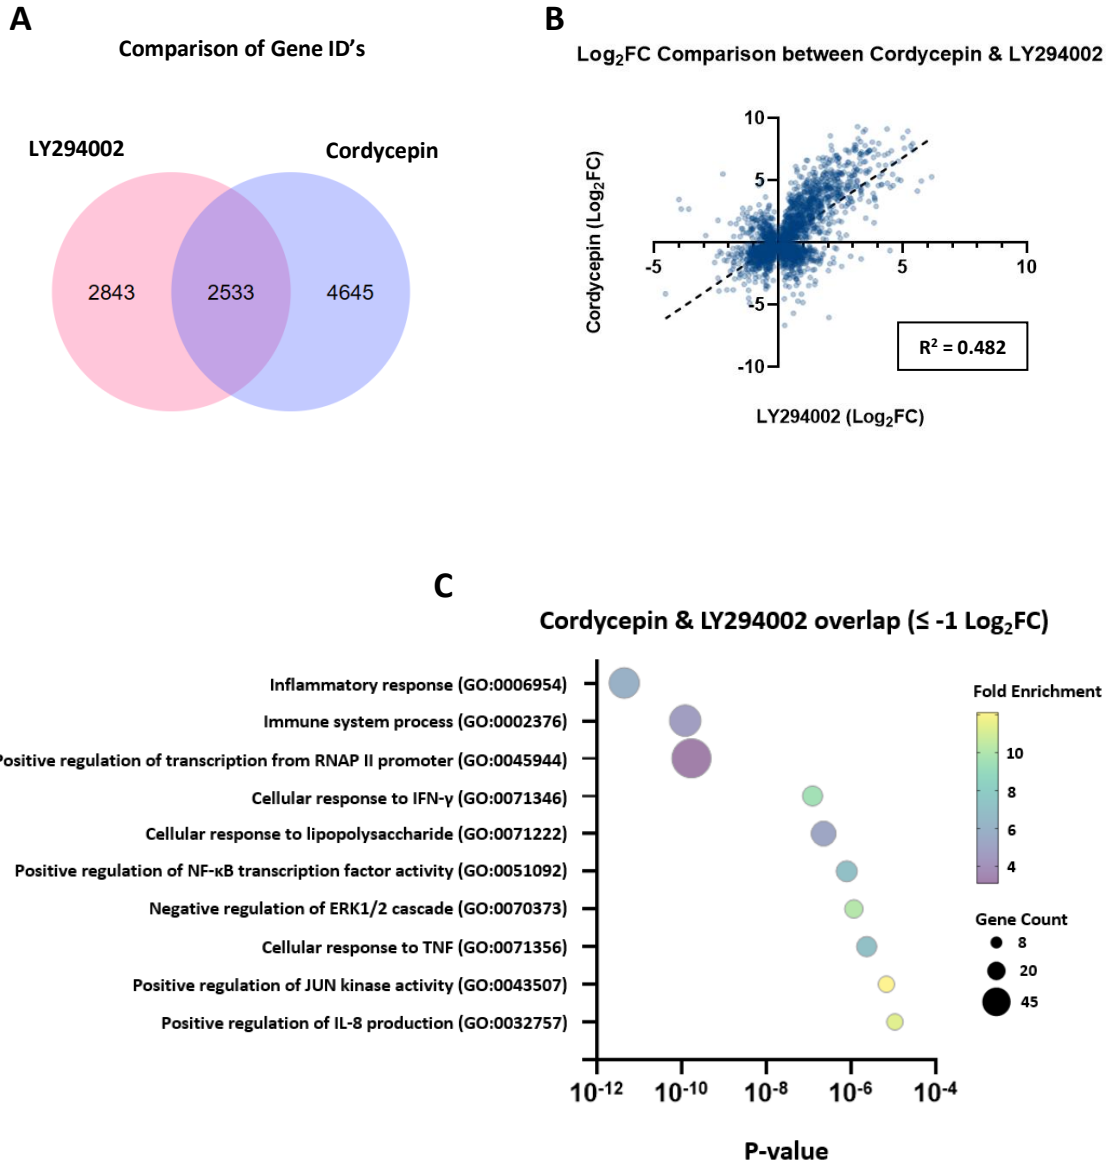 A
Comparison of Gene ID's
LY294002
Cordycepin
2843
2533
4645
B
Log2FC Comparison between Cordycepin & LY294002
Cordycepin (Log2FC)
10
5
-5
5
10
-5
-10
R² = 0.482
LY294002 (Log2FC)
C
Cordycepin & LY294002 overlap (≤ -1 Log2FC)
Inflammatory response (GO:0006954)
Immune system process (GO:0002376)
Positive regulation of transcription from RNAP II promoter (GO:0045944)
Cellular response to IFN-γ (GO:0071346)
Cellular response to lipopolysaccharide (GO:0071222)
Positive regulation of NF-κB transcription factor activity (GO:0051092)
Negative regulation of ERK1/2 cascade (GO:0070373)
Cellular response to TNF (GO:0071356)
Positive regulation of JUN kinase activity (GO:0043507)
Positive regulation of IL-8 production (GO:0032757)
10-12 10-10 10-8 10-6 10-4
P-value
Fold Enrichment
10
8
6
4
Gene Count
8
20
45